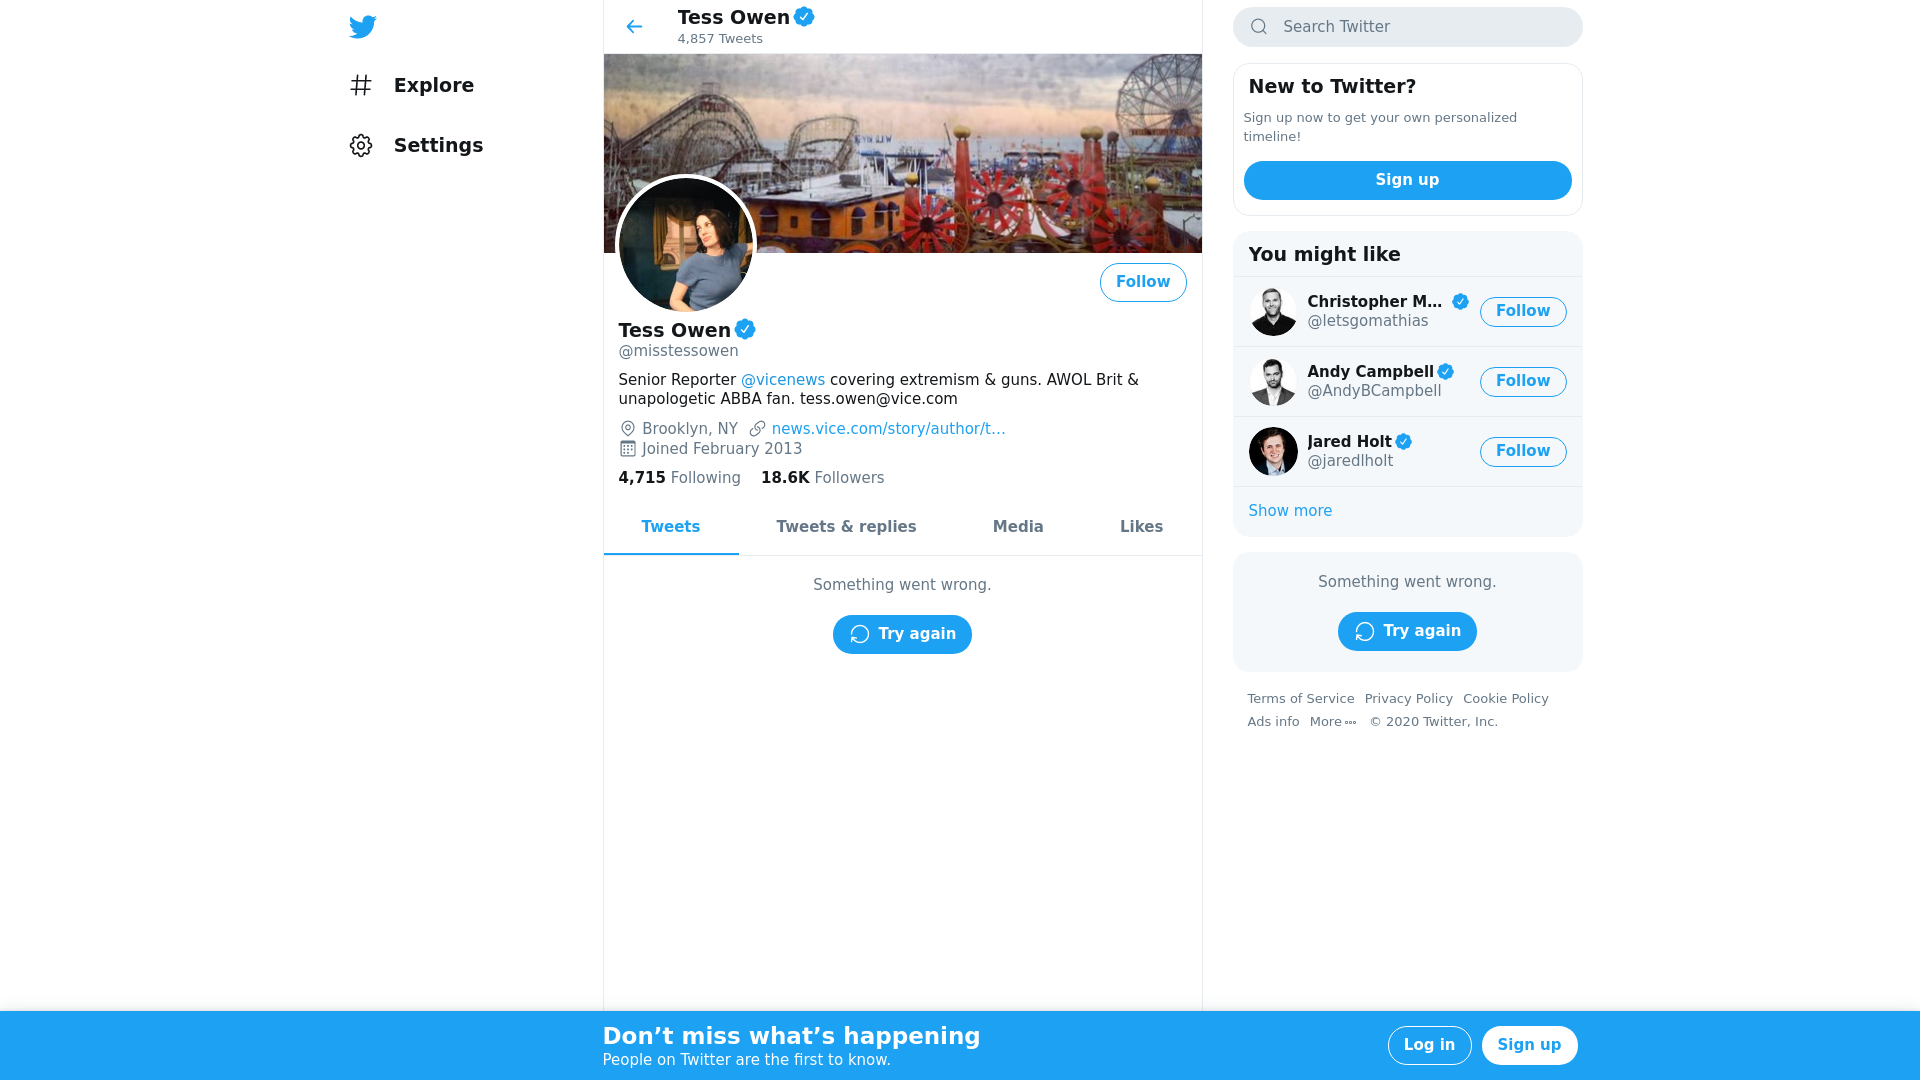 Explore
Settings
Tess Owen
4,857 Tweets
Follow
Tess Owen
@misstessowen
Senior Reporter @vicenews covering extremism & guns. AWOL Brit &
unapologetic ABBA fan. tess.owen@vice.com
Brooklyn, NY news.vice.com/story/author/t…
Joined February 2013
4,715 Following 18.6K Followers
Tweets Tweets & replies Media Likes
Something went wrong.
Try again
Search Twitter
New to Twitter?
Sign up now to get your own personalized
timeline!
Sign up
You might like
Christopher M…
@letsgomathias
Follow
Andy Campbell
@AndyBCampbell
Follow
Jared Holt
@jaredlholt
Follow
Show more
Something went wrong.
Try again
Terms of Service Privacy Policy Cookie Policy
Ads info More © 2020 Twitter, Inc.
Don’t miss what’s happening
People on Twitter are the first to know.
Log in Sign up